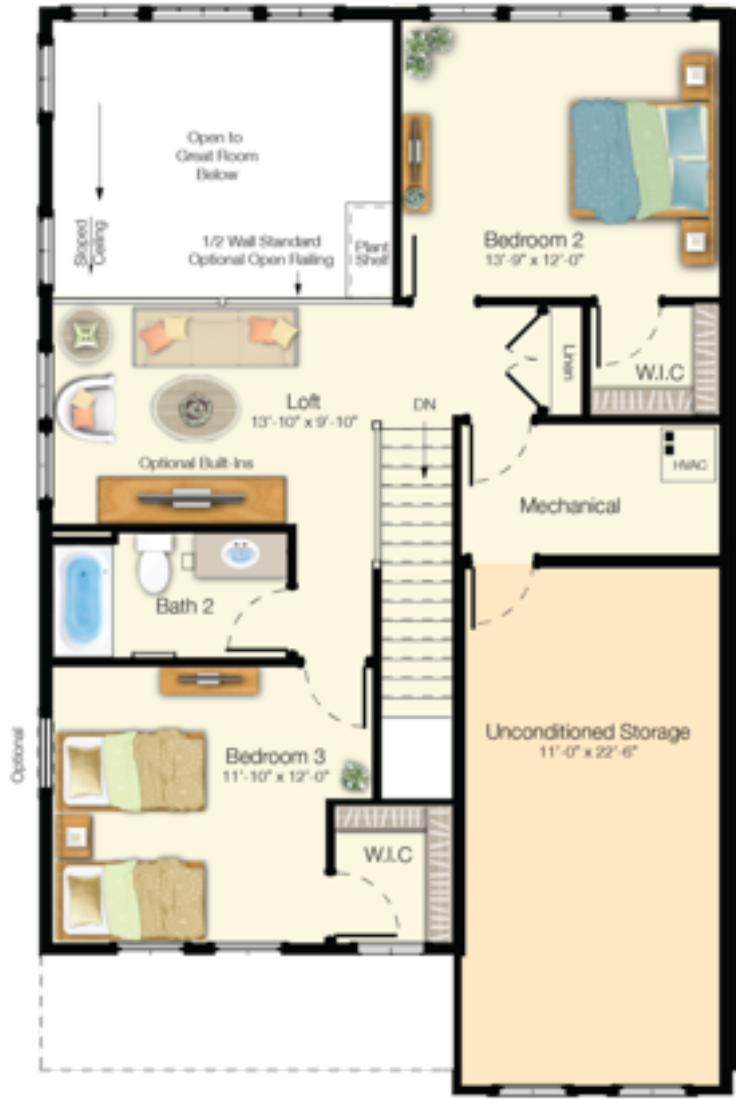 Open to
Great Room
Below
Sloped
Ceiling
1/2 Wall Standard
Optional Open Railing
Plant
Shelf
Bedroom 2
13'-9" x 12'-0"
Linen
W.I.C
Loft
13'-10" x 9'-10"
DN
Optional Built-Ins
HVAC
Mechanical
Bath 2
Optional
Bedroom 3
11'-10" x 12'-0"
Unconditioned Storage
11'-0" x 22'-6"
W.I.C